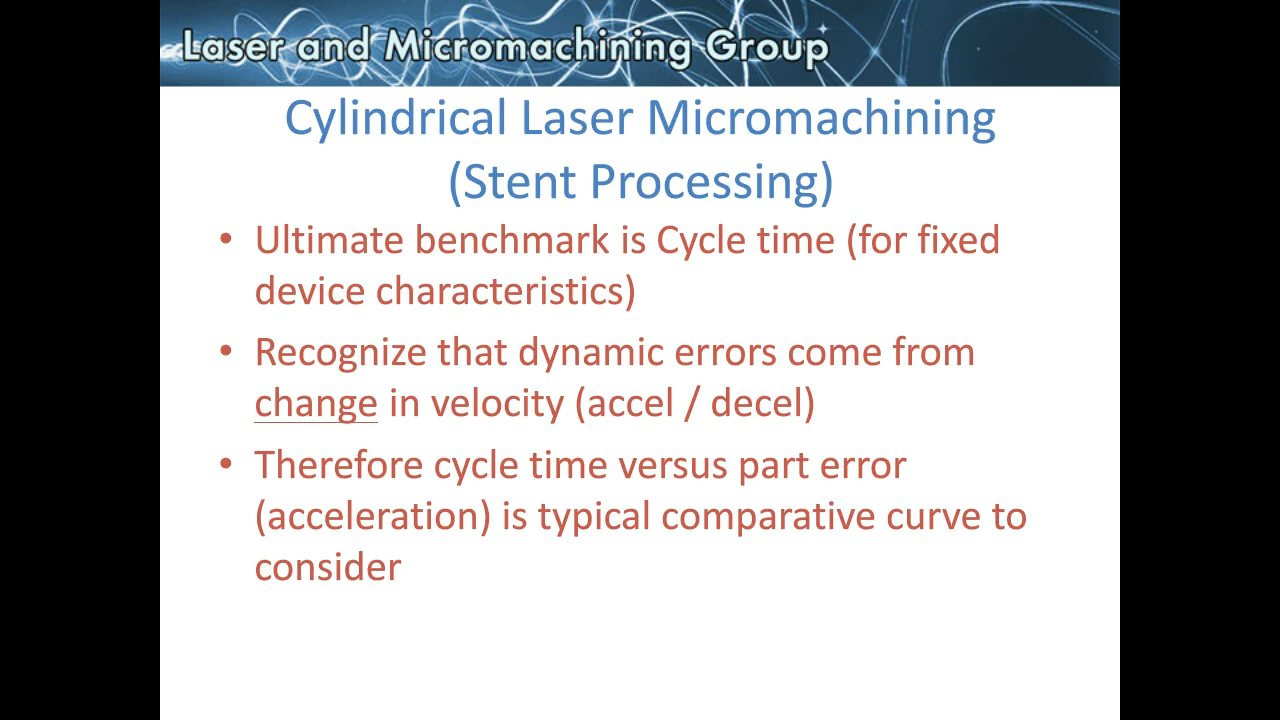 Laser and Micromachining Group
Cylindrical Laser Micromachining
(Stent Processing)
• Ultimate benchmark is Cycle time (for fixed
device characteristics)
• Recognize that dynamic errors come from
change in velocity (accel / decel)
• Therefore cycle time versus part error
(acceleration) is typical comparative curve to
consider